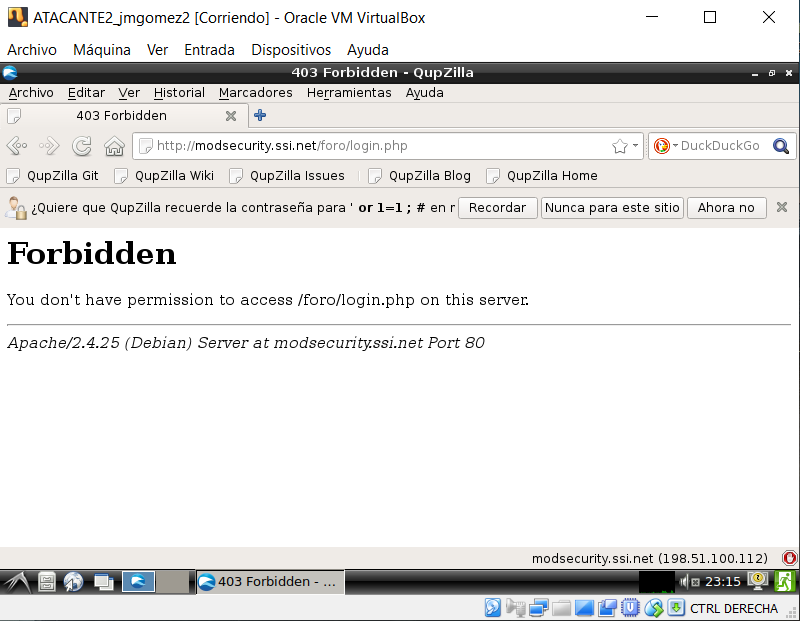 ATACANTE2_jmgomez2 [Corriendo] - Oracle VM VirtualBox
Archivo Máquina Ver Entrada Dispositivos Ayuda
403 Forbidden - QupZilla
Archivo Editar Ver Historial Marcadores Herramientas Ayuda
403 Forbidden
http://modsecurity.ssi.net/foro/login.php DuckDuckGo
QupZilla Git QupZilla Wiki QupZilla Issues QupZilla Blog QupZilla Home
¿Quiere que QupZilla recuerde la contraseña para ' or 1=1 ; # en r Recordar Nunca para este sitio Ahora no
Forbidden
You don't have permission to access /foro/login.php on this server.
Apache/2.4.25 (Debian) Server at modsecurity.ssi.net Port 80
modsecurity.ssi.net (198.51.100.112)
403 Forbidden - ... 23:15
CTRL DERECHA